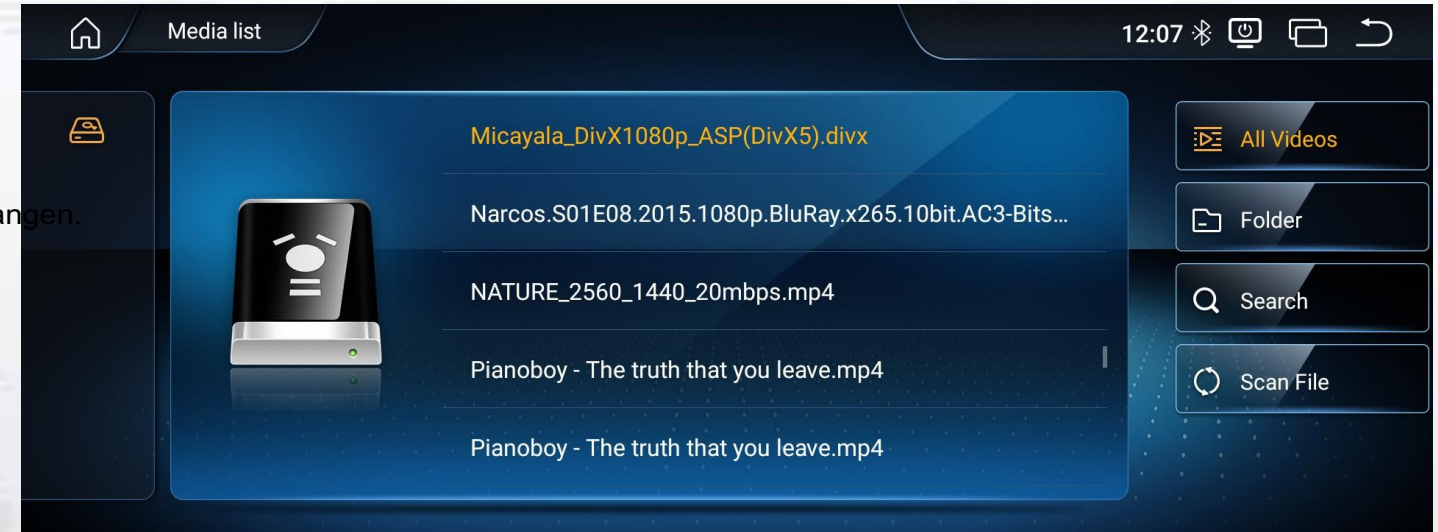 Media list
12:07
angen.
Micayala_DivX1080p_ASP(DivX5).divx
Narcos.S01E08.2015.1080p.BluRay.x265.10bit.AC3-Bits...
NATURE_2560_1440_20mbps.mp4
Pianoboy - The truth that you leave.mp4
Pianoboy - The truth that you leave.mp4
All Videos
Folder
Search
Scan File